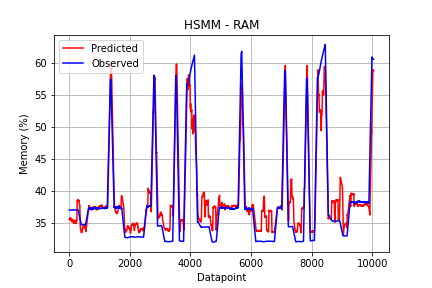 HSMM - RAM
Predicted
Observed
Memory (%)
60
55
50
45
40
35
0
2000
4000
6000
8000
10000
Datapoint